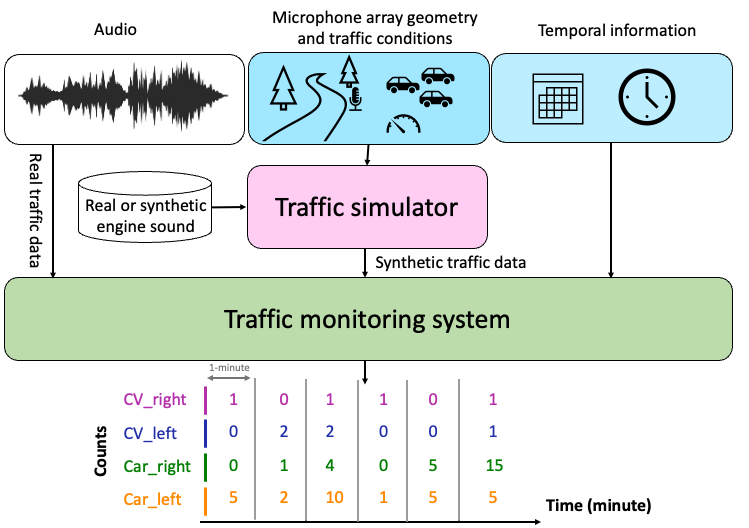 Audio
Microphone array geometry
and traffic conditions
Temporal information
Real traffic data
Real or synthetic
engine sound
Traffic simulator
Synthetic traffic data
Traffic monitoring system
1-minute
Counts
CV_right 1 0 1 1 0 1
CV_left 0 2 2 0 0 1
Car_right 0 1 4 0 5 15
Car_left 5 2 10 1 5 5
Time (minute)